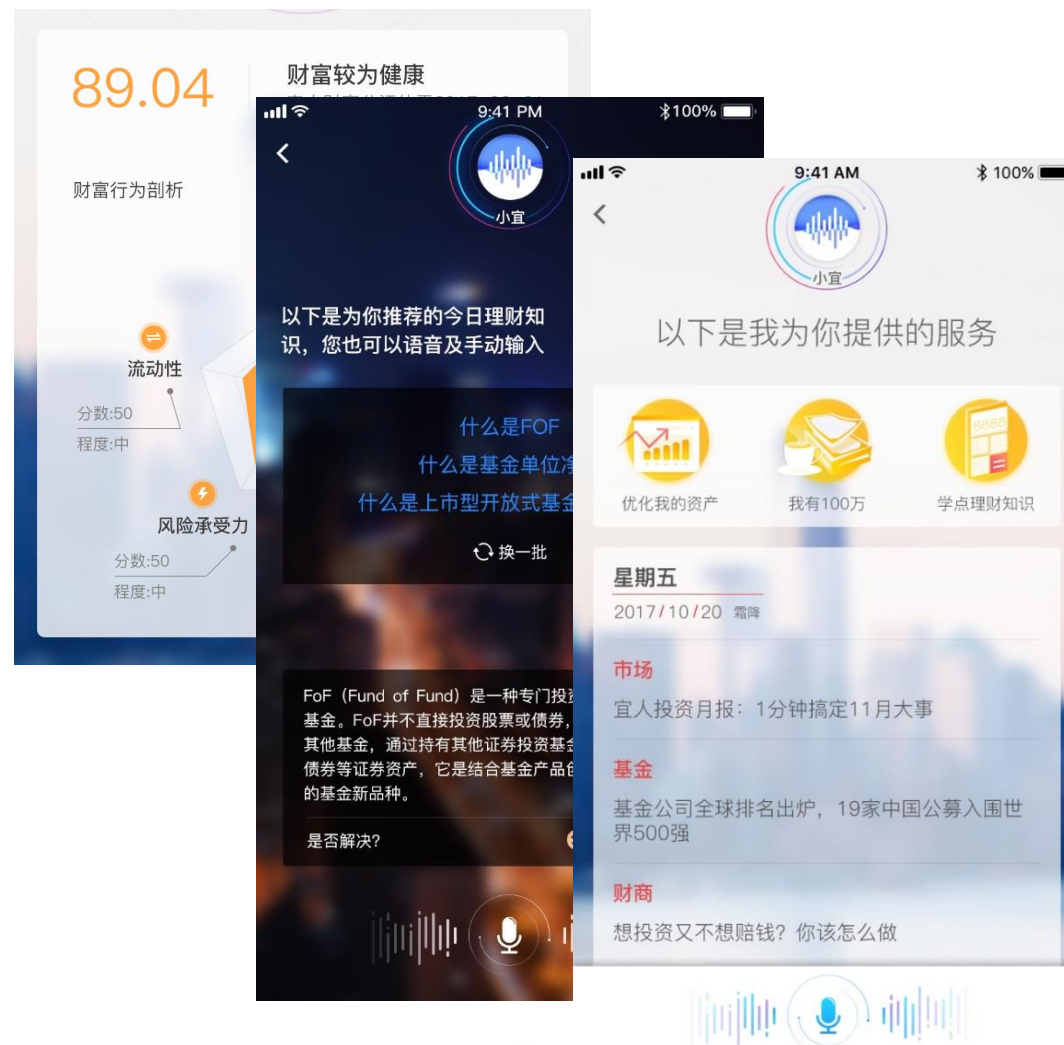 89.04
财富较为健康
财富行为剖析
流动性
分数:50
程度:中
风险承受力
分数:50
程度:中
9:41 PM
100%
小宜
以下是为你推荐的今日理财知
识，您也可以语音及手动输入
什么是FOF
什么是基金单位净
什么是上市型开放式基金
换一批
FoF（Fund of Fund）是一种专门投资
基金。FoF并不直接投资股票或债券，
其他基金，通过持有其他证券投资基金
债券等证券资产，它是结合基金产品创
的基金新品种。
是否解决?
9:41 AM
100%
小宜
以下是我为你提供的服务
8888
优化我的资产
我有100万
学点理财知识
星期五
2017/10/20 霜降
市场
宜人投资月报：1分钟搞定11月大事
基金
基金公司全球排名出炉，19家中国公募入围世
界500强
财商
想投资又不想赔钱？你该怎么做